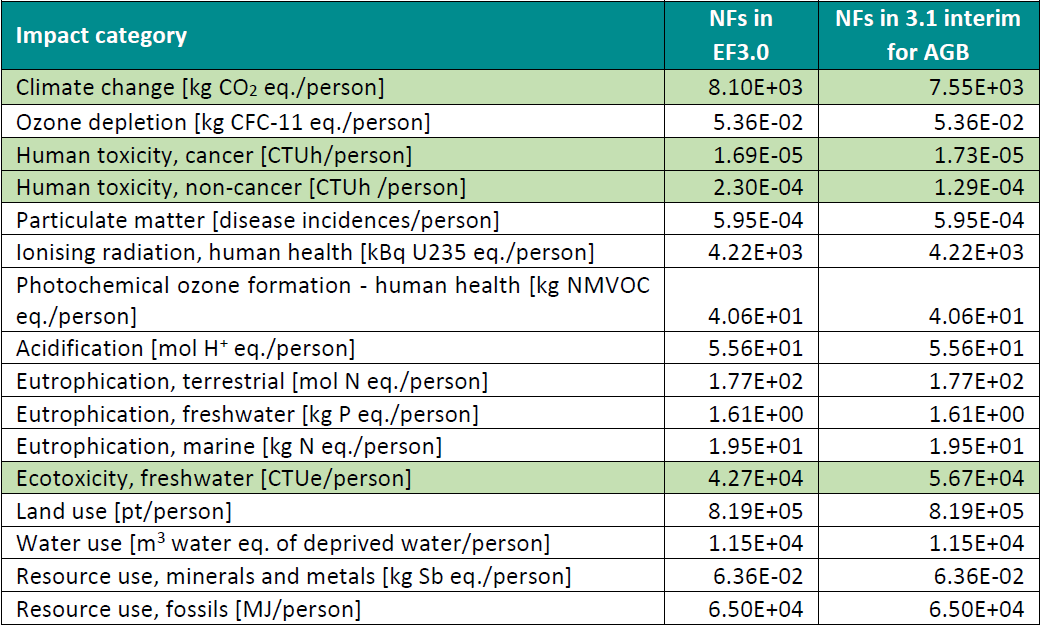 Impact category NFs in EF3.0 NFs in 3.1 interim for AGB
Climate change [kg CO₂ eq./person] 8.10E+03 7.55E+03
Ozone depletion [kg CFC-11 eq./person] 5.36E-02 5.36E-02
Human toxicity, cancer [CTUh/person] 1.69E-05 1.73E-05
Human toxicity, non-cancer [CTUh /person] 2.30E-04 1.29E-04
Particulate matter [disease incidences/person] 5.95E-04 5.95E-04
Ionising radiation, human health [kBq U235 eq./person] 4.22E+03 4.22E+03
Photochemical ozone formation - human health [kg NMVOC
eq./person] 4.06E+01 4.06E+01
Acidification [mol H⁺ eq./person] 5.56E+01 5.56E+01
Eutrophication, terrestrial [mol N eq./person] 1.77E+02 1.77E+02
Eutrophication, freshwater [kg P eq./person] 1.61E+00 1.61E+00
Eutrophication, marine [kg N eq./person] 1.95E+01 1.95E+01
Ecotoxicity, freshwater [CTUe/person] 4.27E+04 5.67E+04
Land use [pt/person] 8.19E+05 8.19E+05
Water use [m³ water eq. of deprived water/person] 1.15E+04 1.15E+04
Resource use, minerals and metals [kg Sb eq./person] 6.36E-02 6.36E-02
Resource use, fossils [MJ/person] 6.50E+04 6.50E+04